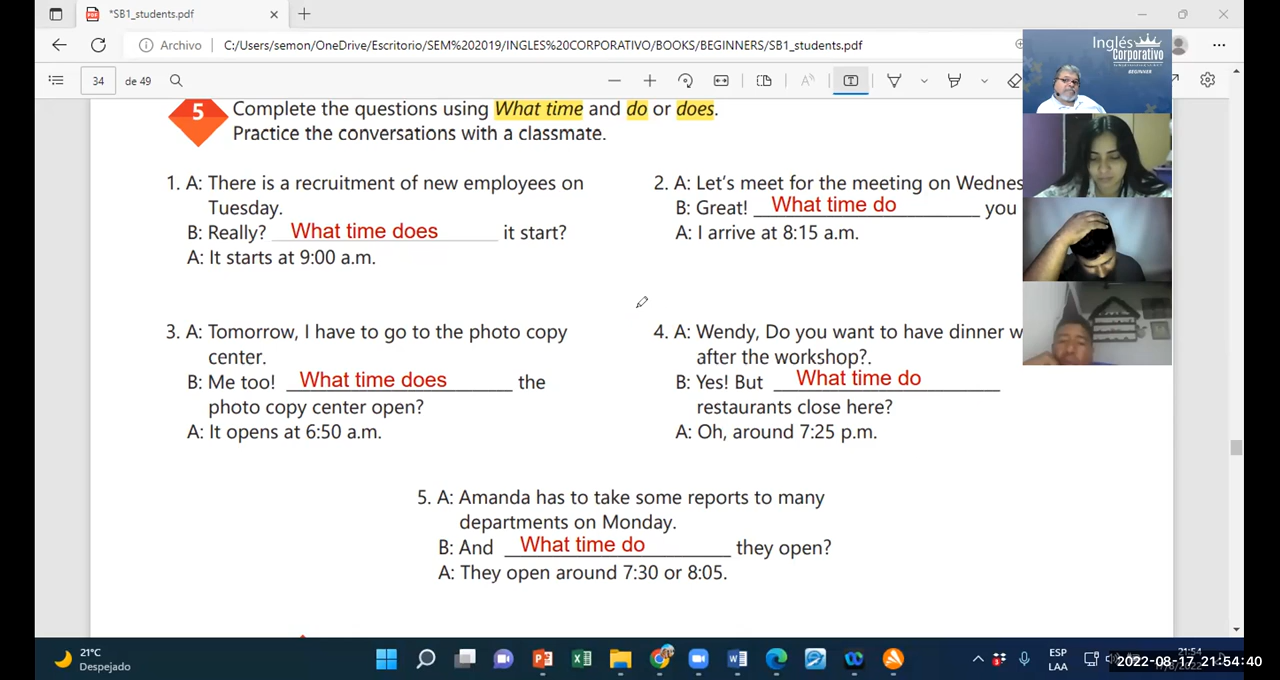 *SB1_students.pdf
Archivo C:/Users/semon/OneDrive/Escritorio/SEM%202019/INGLES%20CORPORATIVO/BOOKS/BEGINNERS/SB1_students.pdf
34 de 49
Inglés
Corporativo
BEGINNER
5 Complete the questions using What time and do or does.
Practice the conversations with a classmate.
1. A: There is a recruitment of new employees on
Tuesday.
B: Really? What time does it start?
A: It starts at 9:00 a.m.
2. A: Let's meet for the meeting on Wednes
B: Great! What time do you
A: I arrive at 8:15 a.m.
3. A: Tomorrow, I have to go to the photo copy
center.
B: Me too! What time does the
photo copy center open?
A: It opens at 6:50 a.m.
4. A: Wendy, Do you want to have dinner w
after the workshop?.
B: Yes! But What time do
restaurants close here?
A: Oh, around 7:25 p.m.
5. A: Amanda has to take some reports to many
departments on Monday.
B: And What time do they open?
A: They open around 7:30 or 8:05.
21°C
Despejado
ESP
LAA
21:54
2022-08-17, 21:54:40